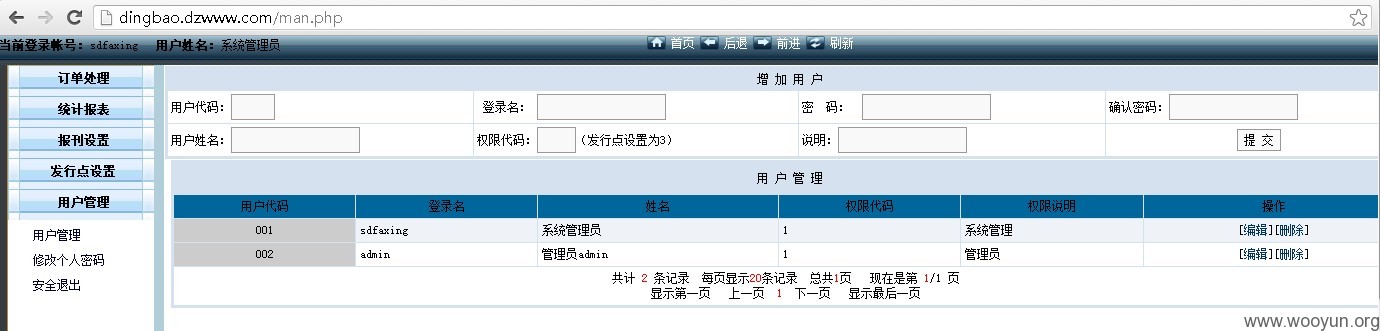 dingbao.dzwww.com/man.php
当前登录帐号：sdfaxing 用户姓名：系统管理员 首页 后退 前进 刷新
订单处理
统计报表
报刊设置
发行点设置
用户管理
用户管理
修改个人密码
安全退出
增 加 用 户
用户代码： 登录名： 密 码： 确认密码：
用户姓名： 权限代码： （发行点设置为3） 说明： 提 交
用 户 管 理
用户代码 登录名 姓名 权限代码 权限说明 操作
001 sdfaxing 系统管理员 1 系统管理 [编辑][删除]
002 admin 管理员admin 1 管理员 [编辑][删除]
共计 2 条记录 每页显示20条记录 总共1页 现在是第 1/1 页
显示第一页 上一页 1 下一页 显示最后一页
www.wooyun.org